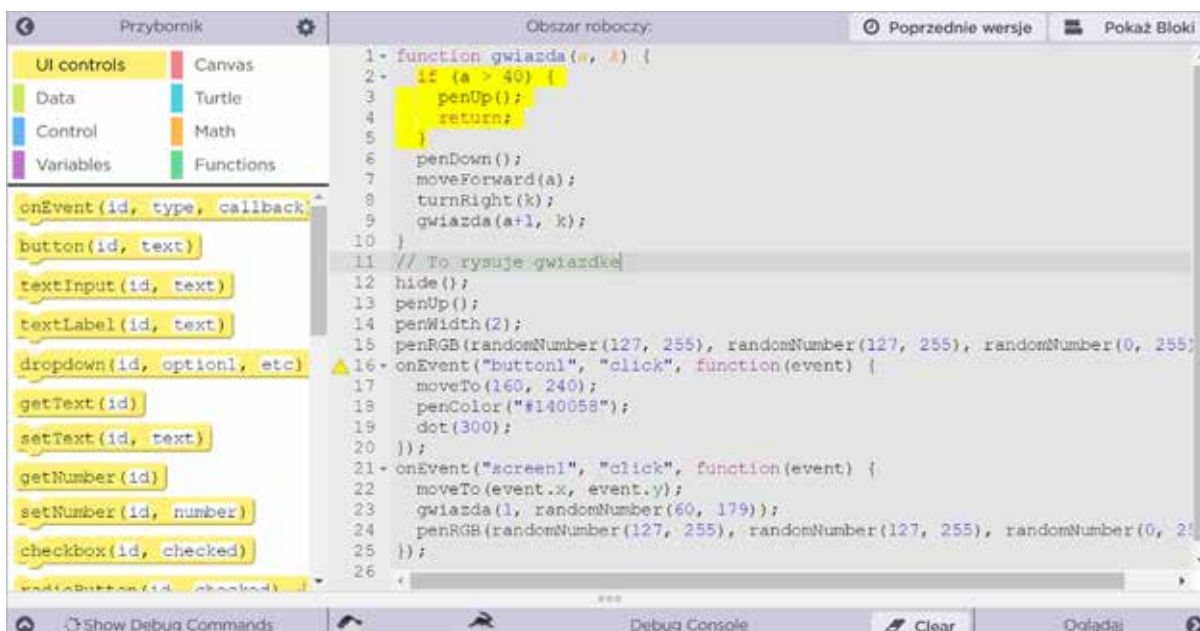 Przybornik
Obszar roboczy:
Poprzednie wersje
Pokaż Bloki
UI controls
Canvas
Data
Turtle
Control
Math
Variables
Functions
onEvent(id, type, callback)
button(id, text)
textInput(id, text)
textLabel(id, text)
dropdown(id, option1, etc)
getText(id)
setText(id, text)
getNumber(id)
setNumber(id, number)
checkbox(id, checked)
radioButton(id, checked)
1 function gwiazda(a, k) {
2 if (a > 40) {
3 penUp();
4 return;
5 }
6 penDown();
7 moveForward(a);
8 turnRight(k);
9 gwiazda(a+1, k);
10 }
11 // To rysuje gwiazdke
12 hide();
13 penUp();
14 penWidth(2);
15 penRGB(randomNumber(127, 255), randomNumber(127, 255), randomNumber(0, 255)
16 onEvent("button1", "click", function(event) {
17 moveTo(160, 240);
18 penColor("#140058");
19 dot(300);
20 });
21 onEvent("screen1", "click", function(event) {
22 moveTo(event.x, event.y);
23 gwiazda(1, randomNumber(60, 179));
24 penRGB(randomNumber(127, 255), randomNumber(127, 255), randomNumber(0, 25
25 });
26
Show Debug Commands
Debug Console
Clear
Oglądaj